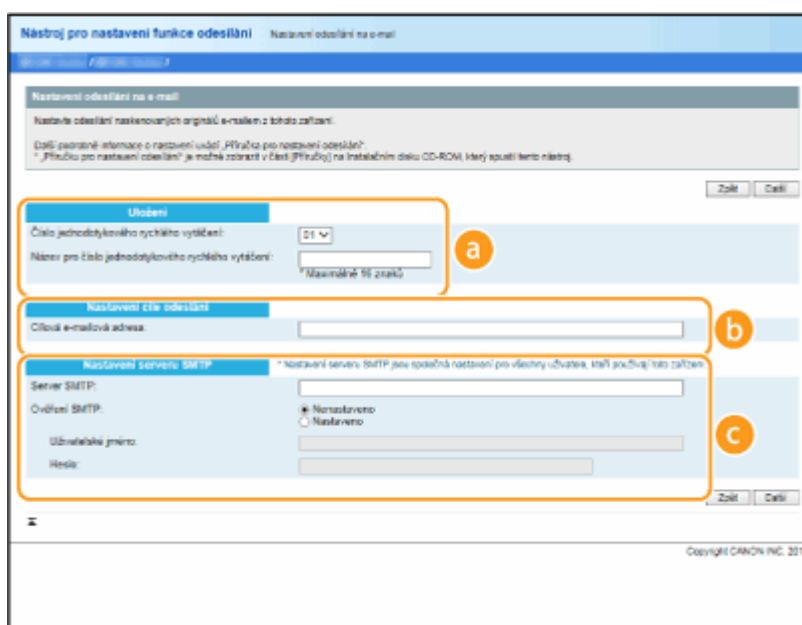 Nástroj pro nastavení funkce odesílání Nastavení odesílání na e-mail
Nastavení odesílání na e-mail
Nastavte odesílání naskenovaných originálů e-mailem z tohoto zařízení.
Další podrobné informace o nastavení uvádí „Příručka pro nastavení odesílání“.
* „Příručku pro nastavení odesílání“ je možné zobrazit v části [Příručky] na Instalačním disku CD-ROM, který spustí tento nástroj.
Zpět Další
Uložení
Číslo jednodotykového rychlého vytáčení: 01
Název pro číslo jednodotykového rychlého vytáčení:
* Maximálně 16 znaků
a
Nastavení cíle odesílání
Cílová e-mailová adresa:
b
Nastavení serveru SMTP * Nastavení serveru SMTP jsou společná nastavení pro všechny uživatele, kteří používají toto zařízení
Server SMTP:
Ověření SMTP: Nenastaveno
Nastaveno
Uživatelské jméno:
Heslo:
c
Zpět Další
Copyright CANON INC. 201